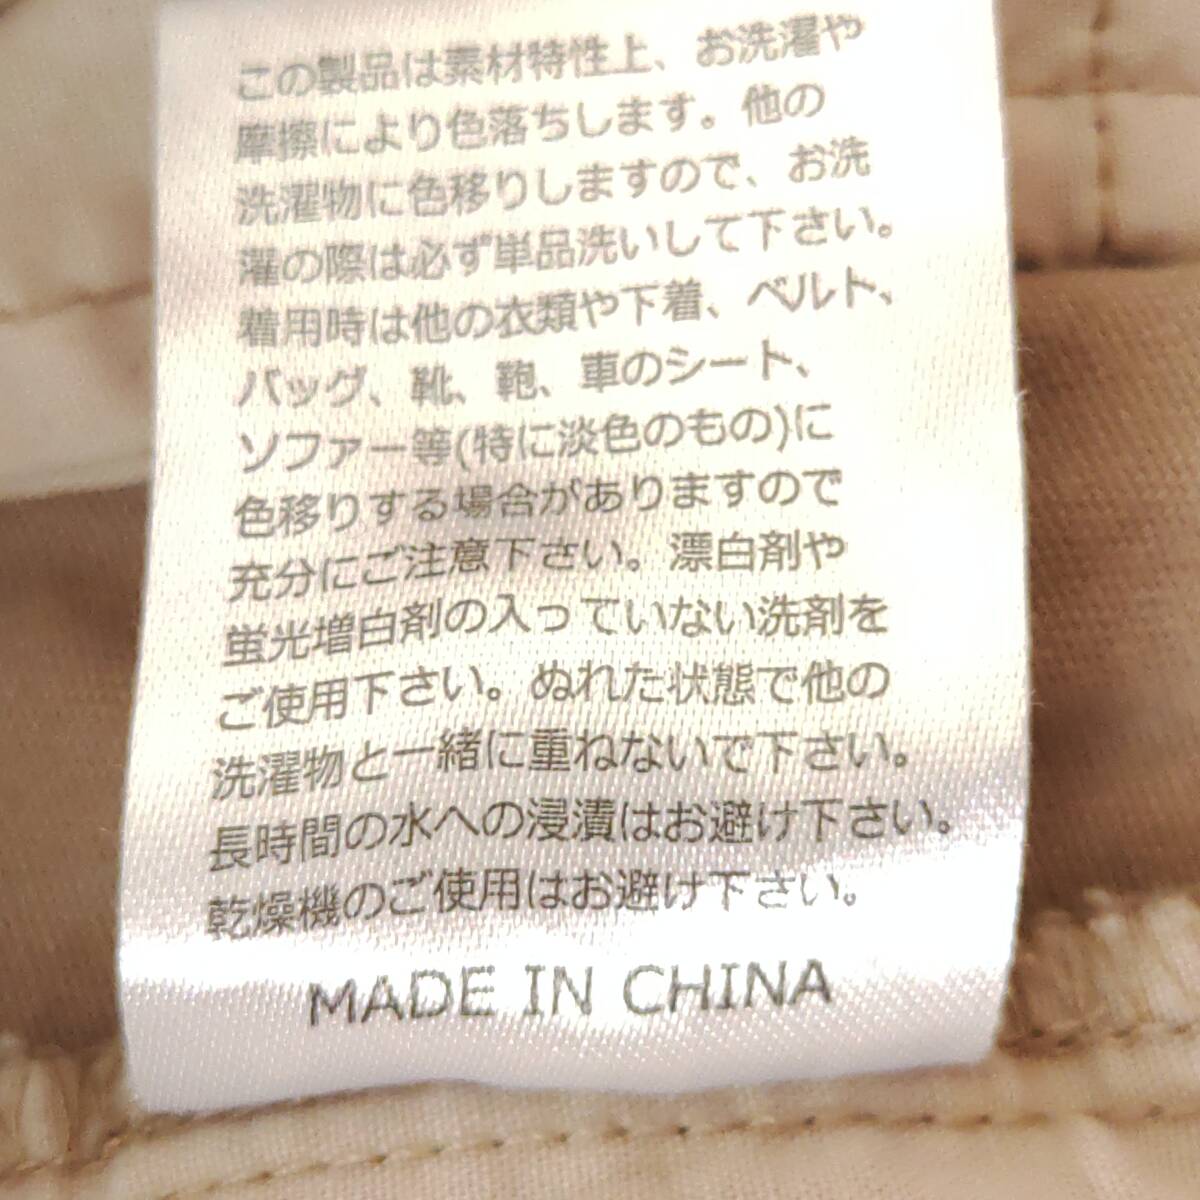 この製品は素材特性上、お洗濯や
摩擦により色落ちします。他の
洗濯物に色移りしますので、お洗
濯の際は必ず単品洗いして下さい。
着用時は他の衣類や下着、ベルト、
バッグ、靴、鞄、車のシート、
ソファー等(特に淡色のもの)に
色移りする場合がありますので
充分にご注意下さい。漂白剤や
蛍光増白剤の入っていない洗剤を
ご使用下さい。ぬれた状態で他の
洗濯物と一緒に重ねないで下さい。
長時間の水への浸漬はお避け下さい。
乾燥機のご使用はお避け下さい。
MADE IN CHINA